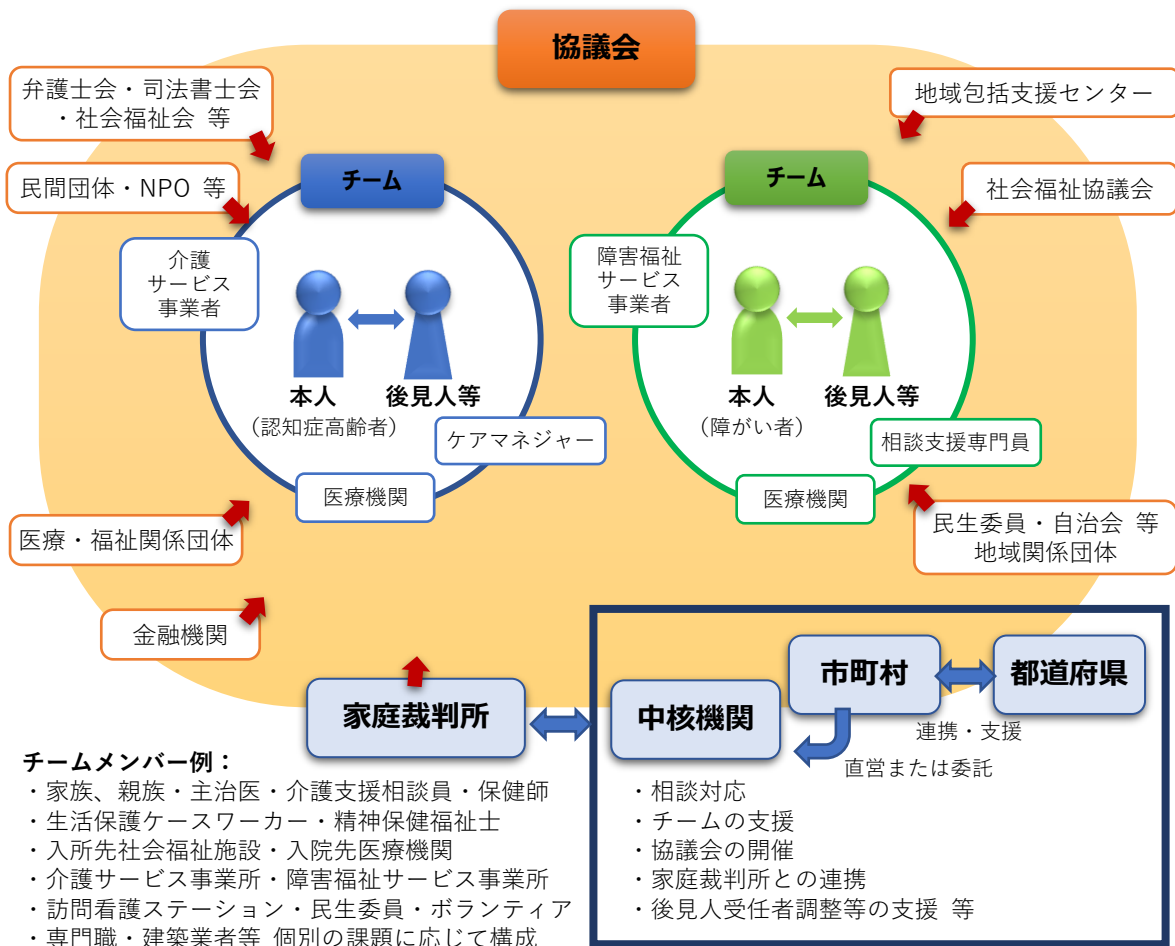 協議会
弁護士会・司法書士会
・社会福祉会 等
地域包括支援センター
民間団体・NPO 等
社会福祉協議会
チーム
介護
サービス
事業者
本人
後見人等
（認知症高齢者）
ケアマネジャー
医療機関
チーム
障害福祉
サービス
事業者
本人
後見人等
（障がい者）
相談支援専門員
医療機関
医療・福祉関係団体
民生委員・自治会 等
地域関係団体
金融機関
家庭裁判所
中核機関
市町村
都道府県
連携・支援
直営または委託
チームメンバー例：
・家族、親族・主治医・介護支援相談員・保健師
・生活保護ケースワーカー・精神保健福祉士
・入所先社会福祉施設・入院先医療機関
・介護サービス事業所・障害福祉サービス事業所
・訪問看護ステーション・民生委員・ボランティア
・専門職・建築業者等 個別の課題に応じて構成
・相談対応
・チームの支援
・協議会の開催
・家庭裁判所との連携
・後見人受任者調整等の支援 等